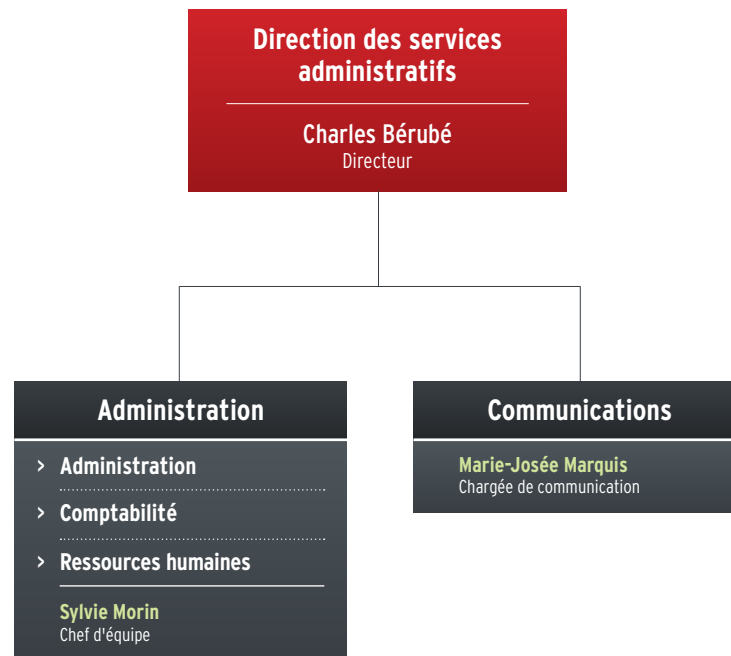 Direction des services
administratifs
Charles Bérubé
Directeur
Administration
> Administration
> Comptabilité
> Ressources humaines
Sylvie Morin
Chef d'équipe
Communications
Marie-Josée Marquis
Chargée de communication